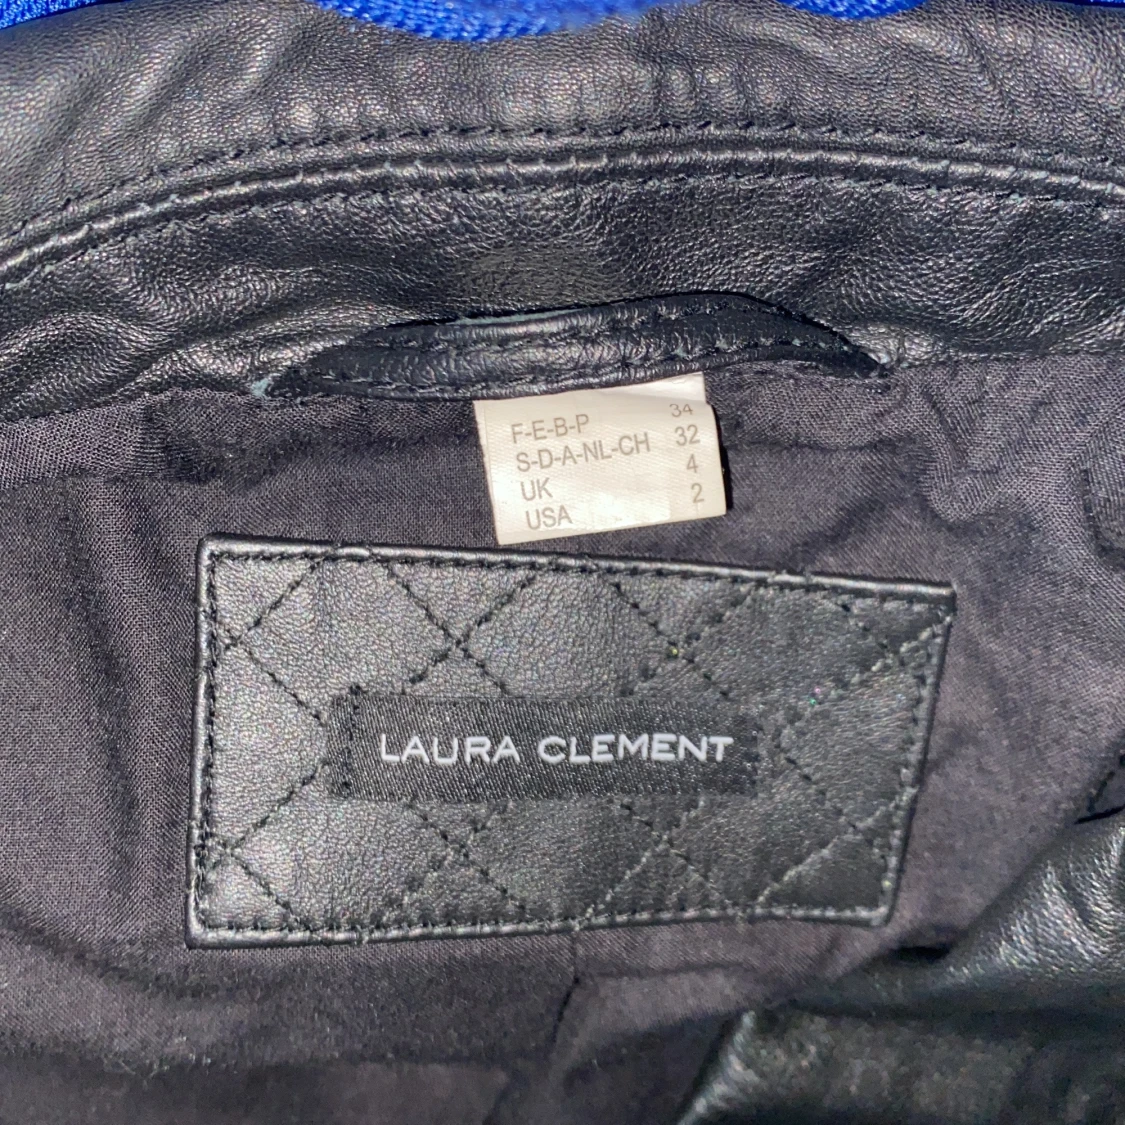 F-E-B-P 34
S-D-A-NL-CH 32
UK 4
USA 2
LAURA CLEMENT